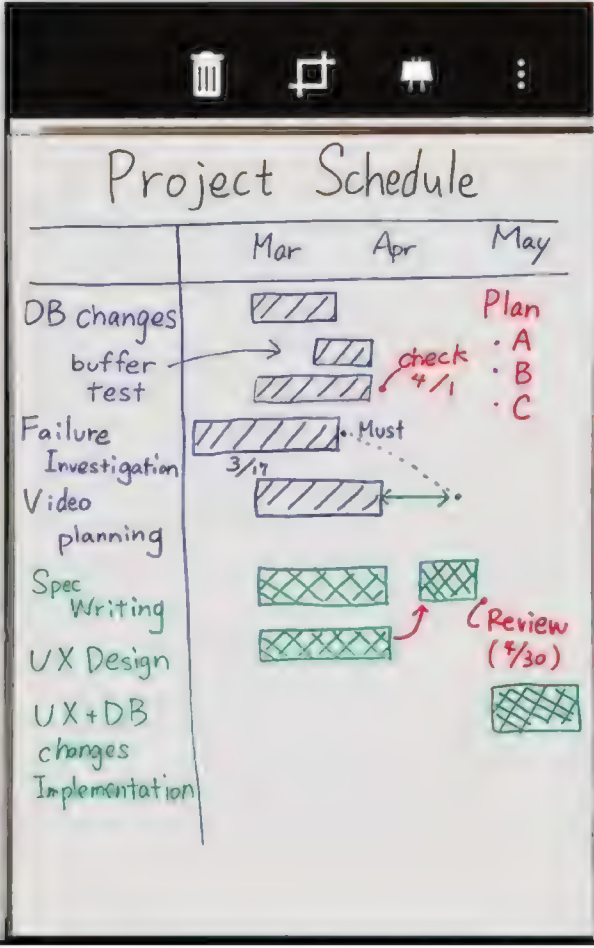 Project Schedule
Mar Apr May
DB changes
Plan
buffer
test
check
4/1
· A
· B
· C
Failure
Investigation
Must
3/17
Video
planning
Spec
Writing
Review
(4/30)
UX Design
UX+DB
changes
Implementation